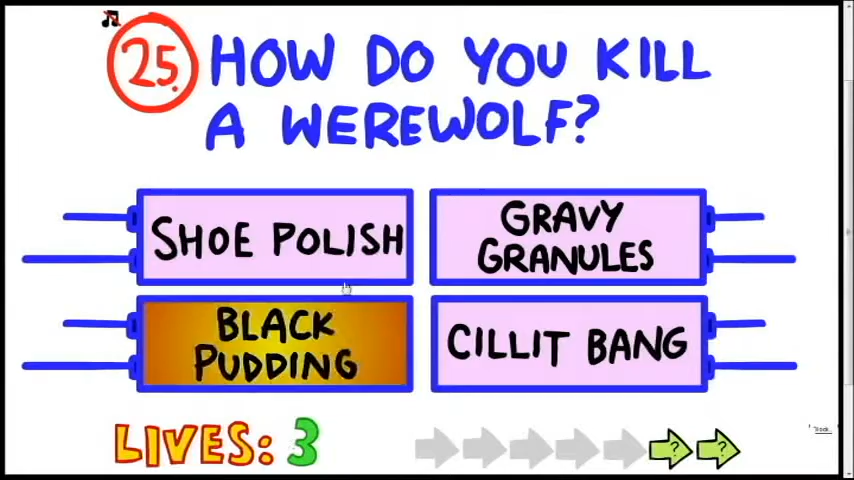 25. HOW DO YOU KILL
A WEREWOLF?
SHOE POLISH
GRAVY
GRANULES
BLACK
PUDDING
CILLIT BANG
LIVES: 3
? ?